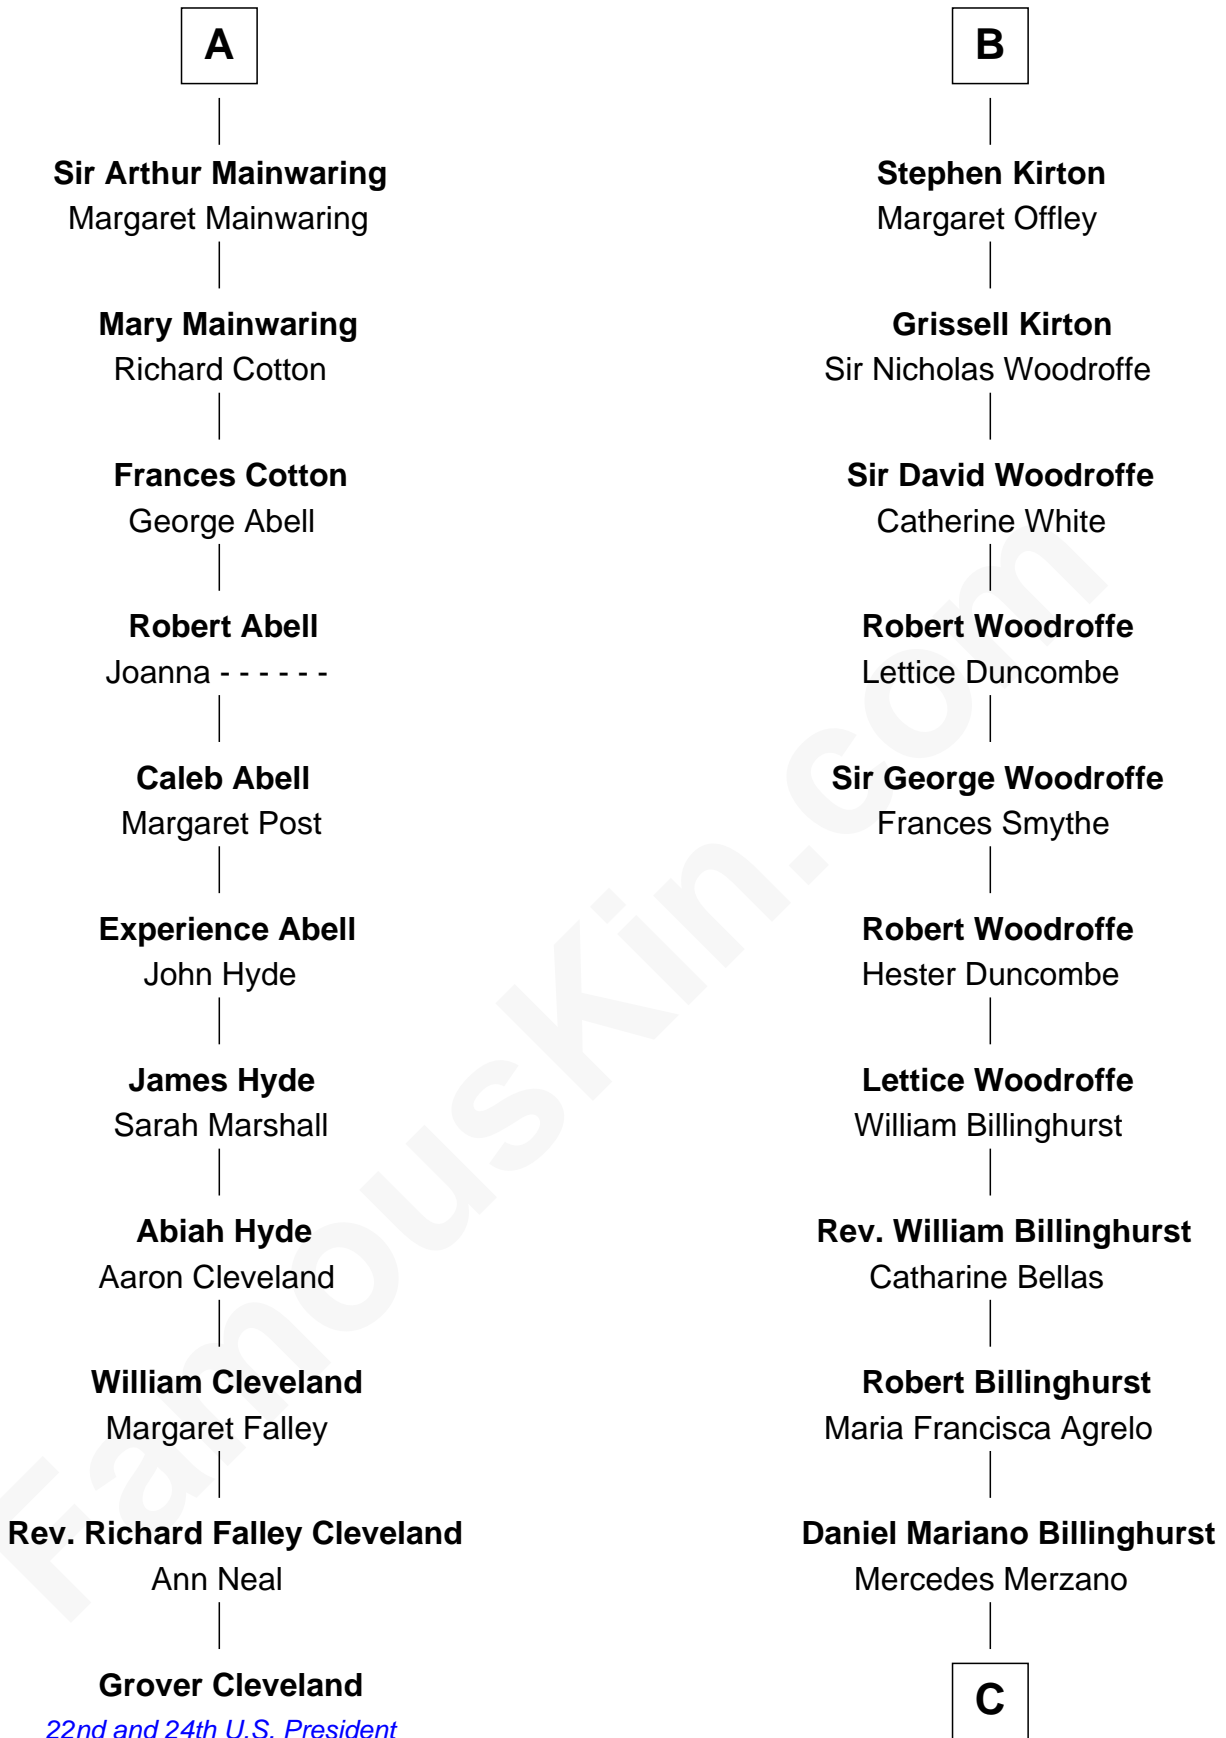 A
Sir Arthur Mainwaring
Margaret Mainwaring
Mary Mainwaring
Richard Cotton
Frances Cotton
George Abell
Robert Abell
Joanna - - - - - -
Caleb Abell
Margaret Post
Experience Abell
John Hyde
James Hyde
Sarah Marshall
Abiah Hyde
Aaron Cleveland
William Cleveland
Margaret Falley
Rev. Richard Falley Cleveland
Ann Neal
Grover Cleveland
22nd and 24th U.S. President
B
Stephen Kirton
Margaret Offley
Grissell Kirton
Sir Nicholas Woodroffe
Sir David Woodroffe
Catherine White
Robert Woodroffe
Lettice Duncombe
Sir George Woodroffe
Frances Smythe
Robert Woodroffe
Hester Duncombe
Lettice Woodroffe
William Billinghurst
Rev. William Billinghurst
Catharine Bellas
Robert Billinghurst
Maria Francisca Agrelo
Daniel Mariano Billinghurst
Mercedes Merzano
C
FamousKin.com